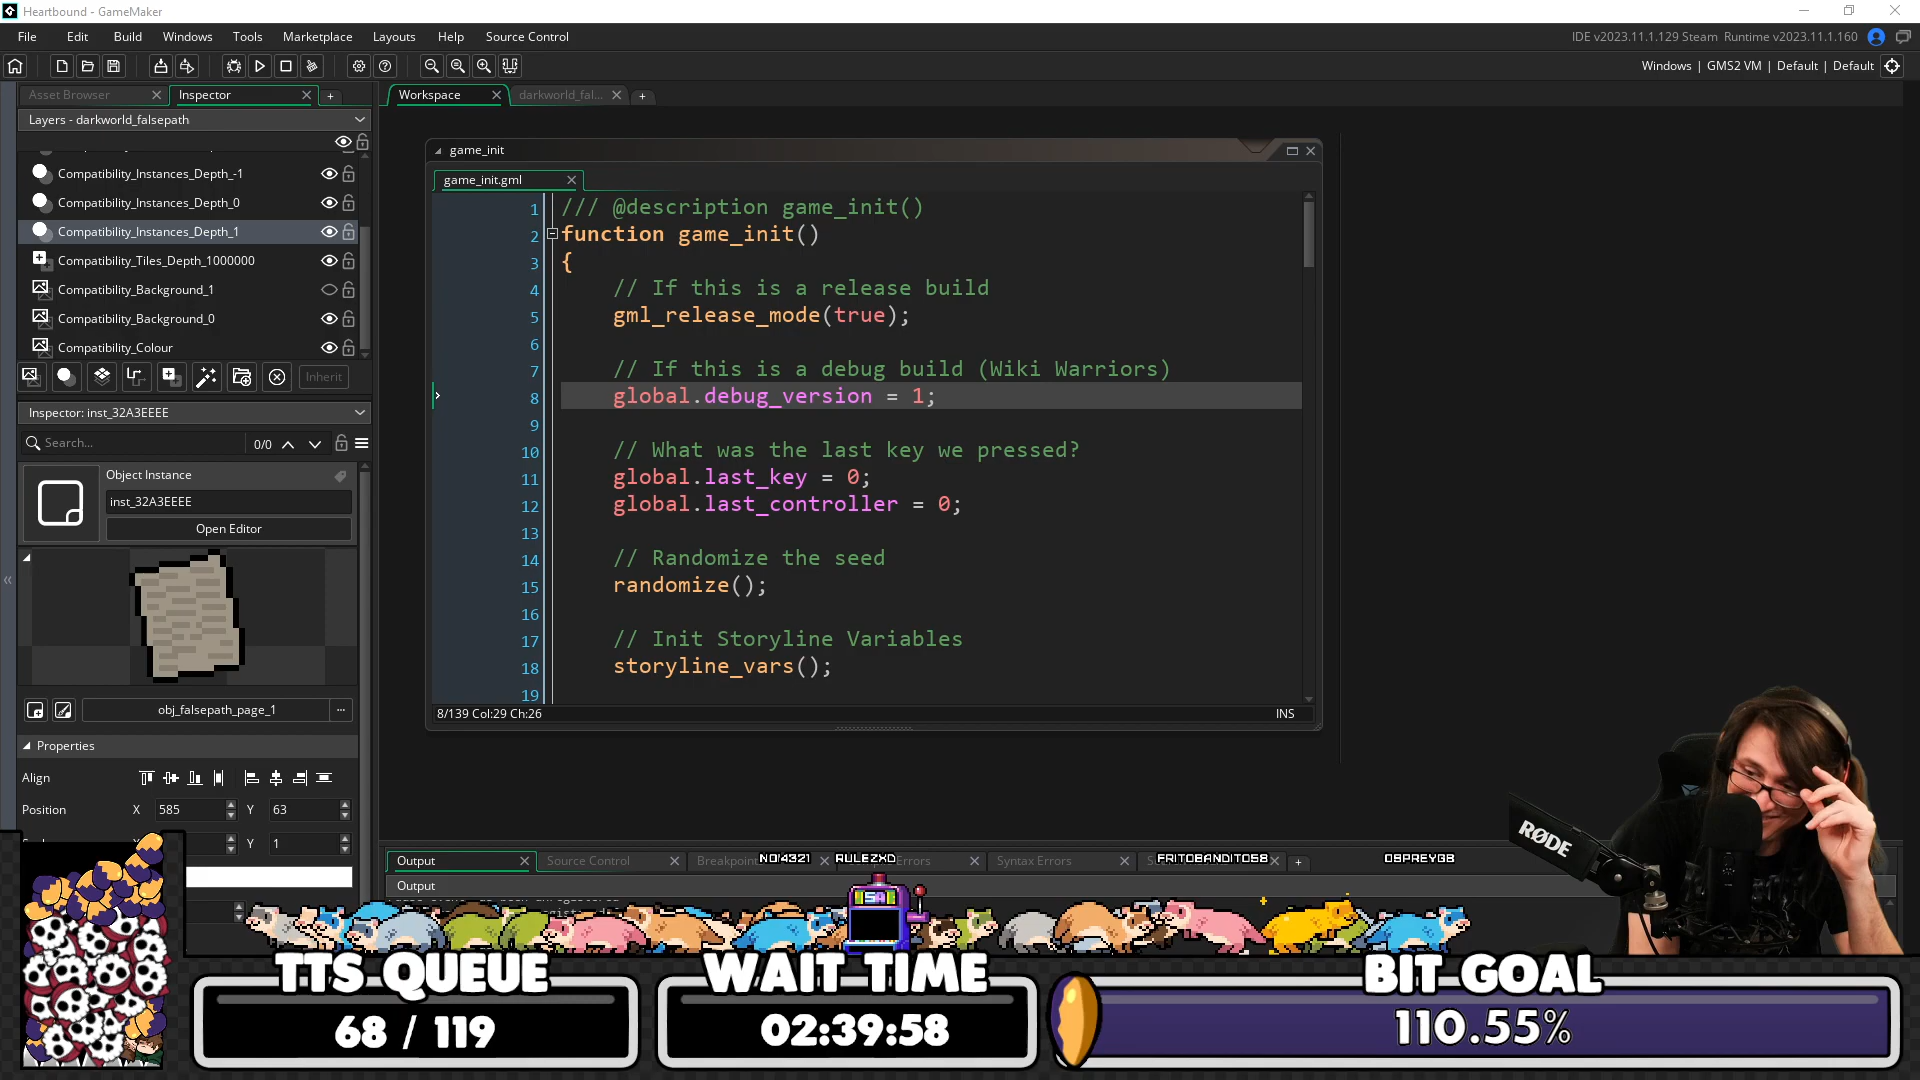 Heartbound - GameMaker
File Edit Build Windows Tools Marketplace Layouts Help Source Control
IDE v2023.11.1.129 Steam Runtime v2023.11.1.160
Windows | GMS2 VM | Default | Default
Asset Browser
Inspector
Workspace
darkworld_fal...
Layers - darkworld_falsepath
Compatibility_Instances_Depth_-1
Compatibility_Instances_Depth_0
Compatibility_Instances_Depth_1
Compatibility_Tiles_Depth_1000000
Compatibility_Background_1
Compatibility_Background_0
Compatibility_Colour
Inherit
Inspector: inst_32A3EEEE
Search...
0/0
Object Instance
inst_32A3EEEE
Open Editor
obj_falsepath_page_1
...
Properties
Align
Position X 585 Y 63
Y 1
game_init
game_init.gml
1 /// @description game_init()
2 function game_init()
3 {
4 // If this is a release build
5 gml_release_mode(true);
6
7 // If this is a debug build (Wiki Warriors)
8 global.debug_version = 1;
9
10 // What was the last key we pressed?
11 global.last_key = 0;
12 global.last_controller = 0;
13
14 // Randomize the seed
15 randomize();
16
17 // Init Storyline Variables
18 storyline_vars();
19
8/139 Col:29 Ch:26
INS
Output
Source Control
Breakpoin
Errors
Syntax Errors
NO14321
RULEZXD
FRITOBANDITO58
OSPREYGB
Output
RØDE
TTS QUEUE
68 / 119
WAIT TIME
02:39:58
BIT GOAL
110.55%